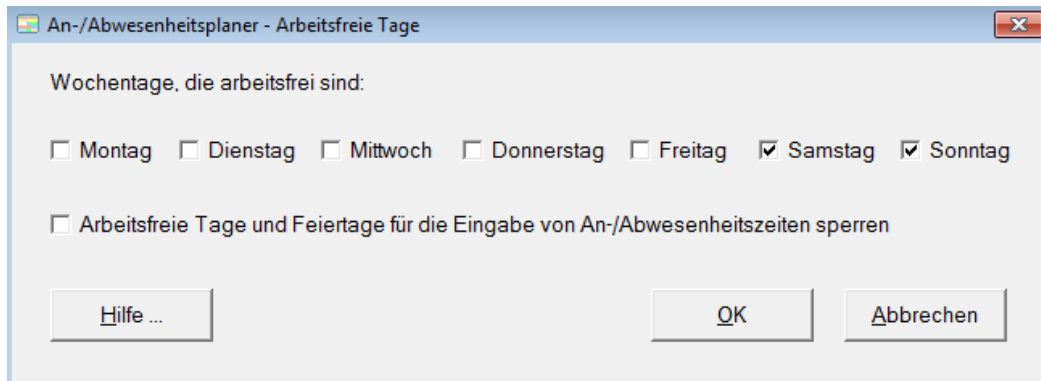 An-/Abwesenheitsplaner - Arbeitsfreie Tage
Wochentage, die arbeitsfrei sind:
Montag Dienstag Mittwoch Donnerstag Freitag Samstag Sonntag
Arbeitsfreie Tage und Feiertage für die Eingabe von An-/Abwesenheitszeiten sperren
Hilfe ... OK Abbrechen